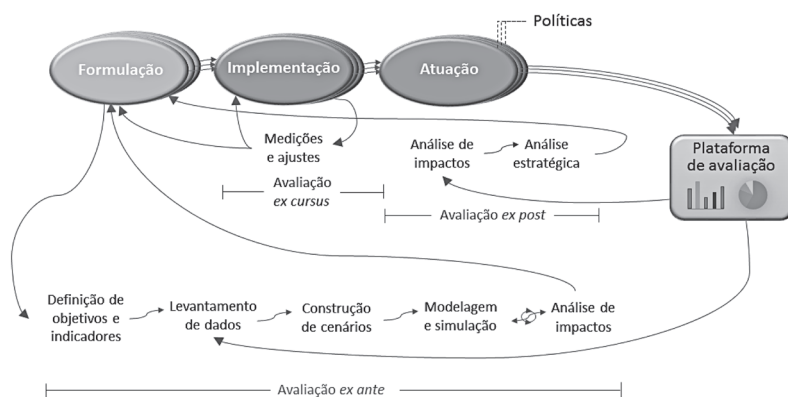 Políticas
Formulação
Implementação
Atuação
Medições
e ajustes
Análise de
impactos
Análise
estratégica
Plataforma
de avaliação
Avaliação
ex cursus
Avaliação ex post
Definição de
objetivos e
indicadores
Levantamento
de dados
Construção
de cenários
Modelagem
e simulação
Análise de
impactos
Avaliação ex ante